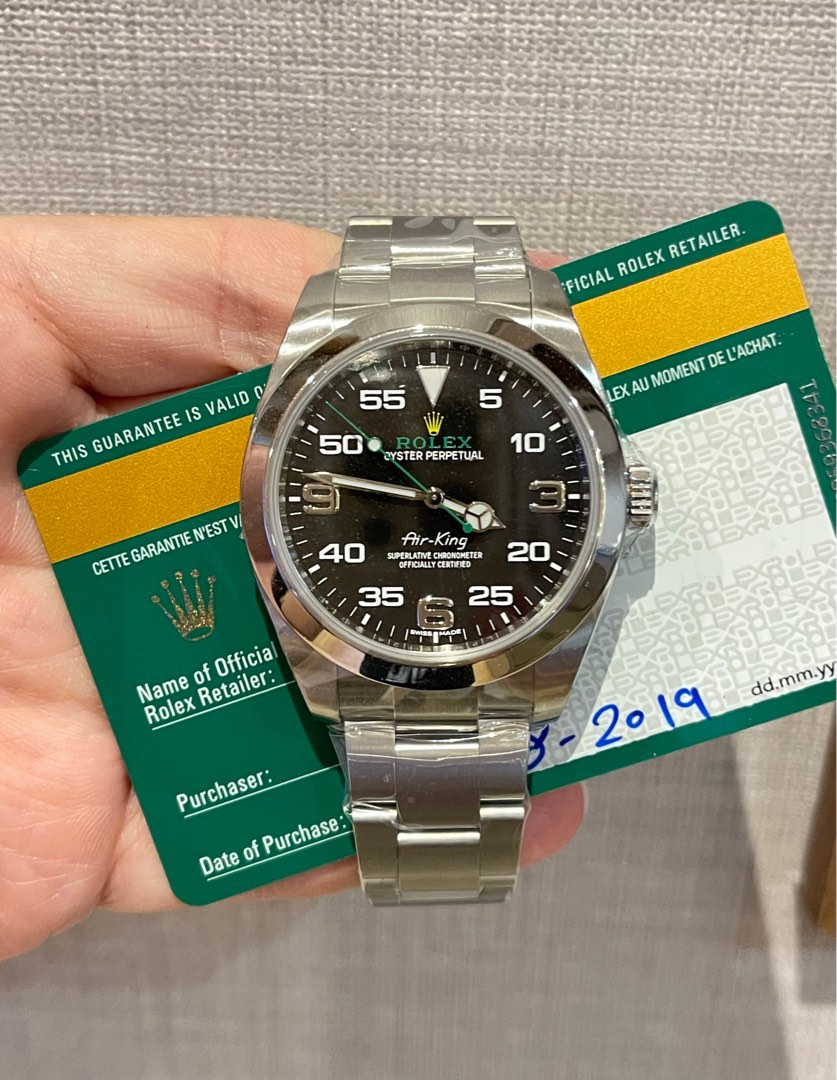 THIS GUARANTEE IS VALID
FFICIAL ROLEX RETAILER.
CETTE GARANTIE N'EST
LEX AU MOMENT DE L'ACHAT.
55
5
50
10
ROLEX
OYSTER PERPETUAL
9
3
Air-King
SUPERLATIVE CHRONOMETER
OFFICIALLY CERTIFIED
40
20
35
25
6
SWISS MADE
Name of Official
Rolex Retailer:
Purchaser:
Date of Purchase:
dd.mm.yy
-2019